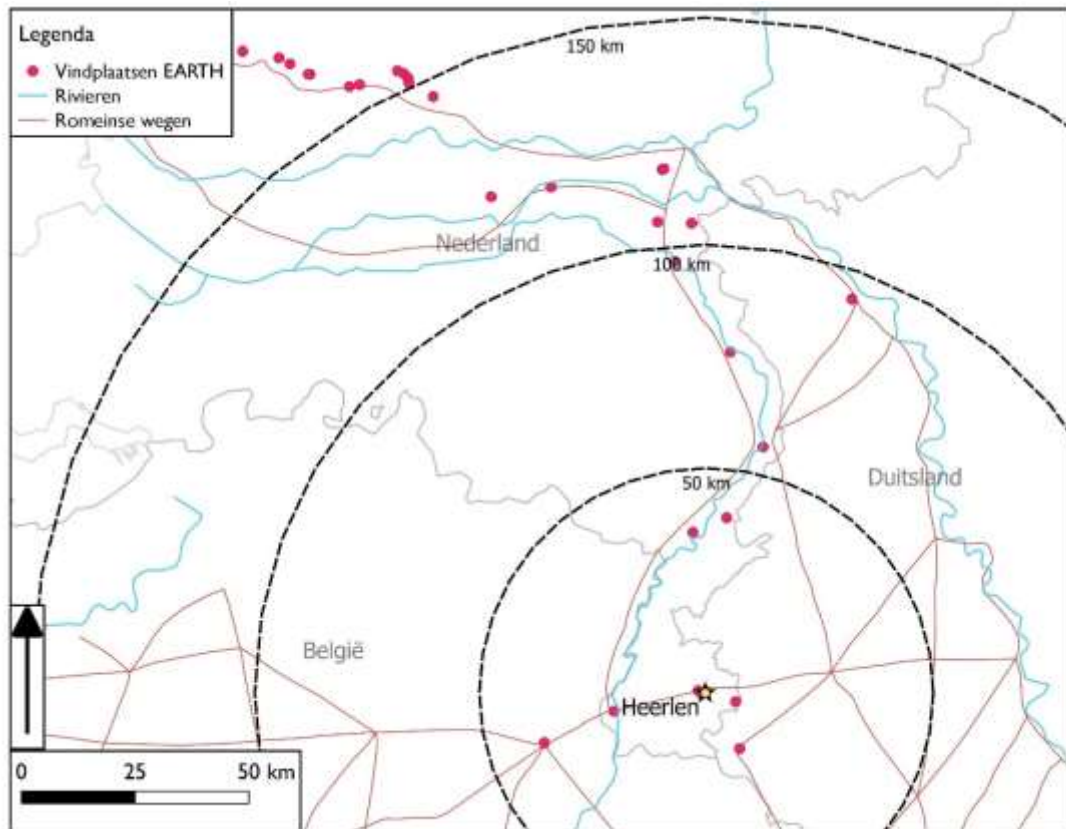 Legenda
Vindplaatsen EARTH
Rivieren
Romeinse wegen
150 km
Nederland
100 km
Duitsland
50 km
België
Heerlen
0 25 50 km